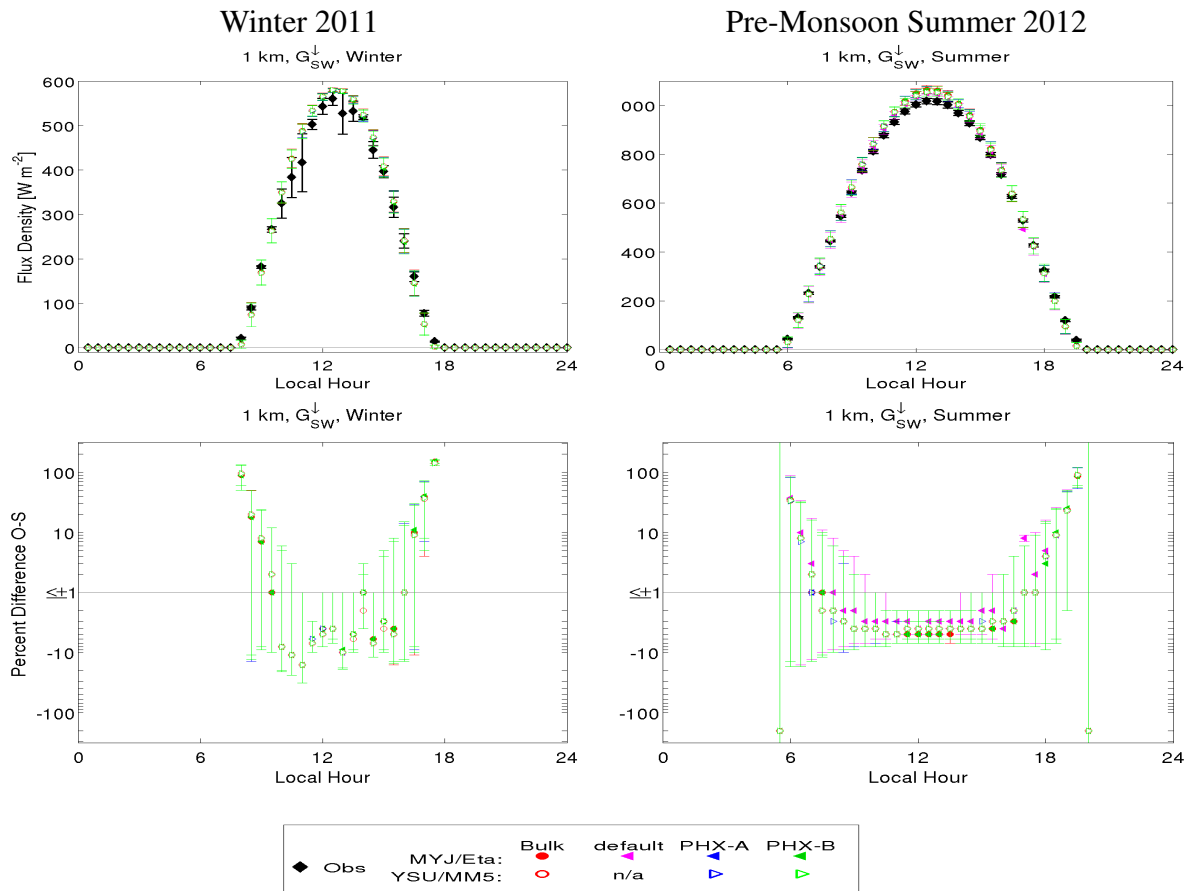 Winter 2011
Pre-Monsoon Summer 2012
1 km, G↓SW, Winter
1 km, G↓SW, Summer
Flux Density [W m-2]
600
500
400
300
200
100
0
0 6 12 18 24
Local Hour
000
800
600
400
200
0
0 6 12 18 24
Local Hour
1 km, G↓SW, Winter
1 km, G↓SW, Summer
Percent Difference O-S
100
10
≤±1
-10
-100
0 6 12 18 24
Local Hour
100
10
≤±1
-10
-100
0 6 12 18 24
Local Hour
Bulk default PHX-A PHX-B
Obs MYJ/Eta:
YSU/MM5: n/a